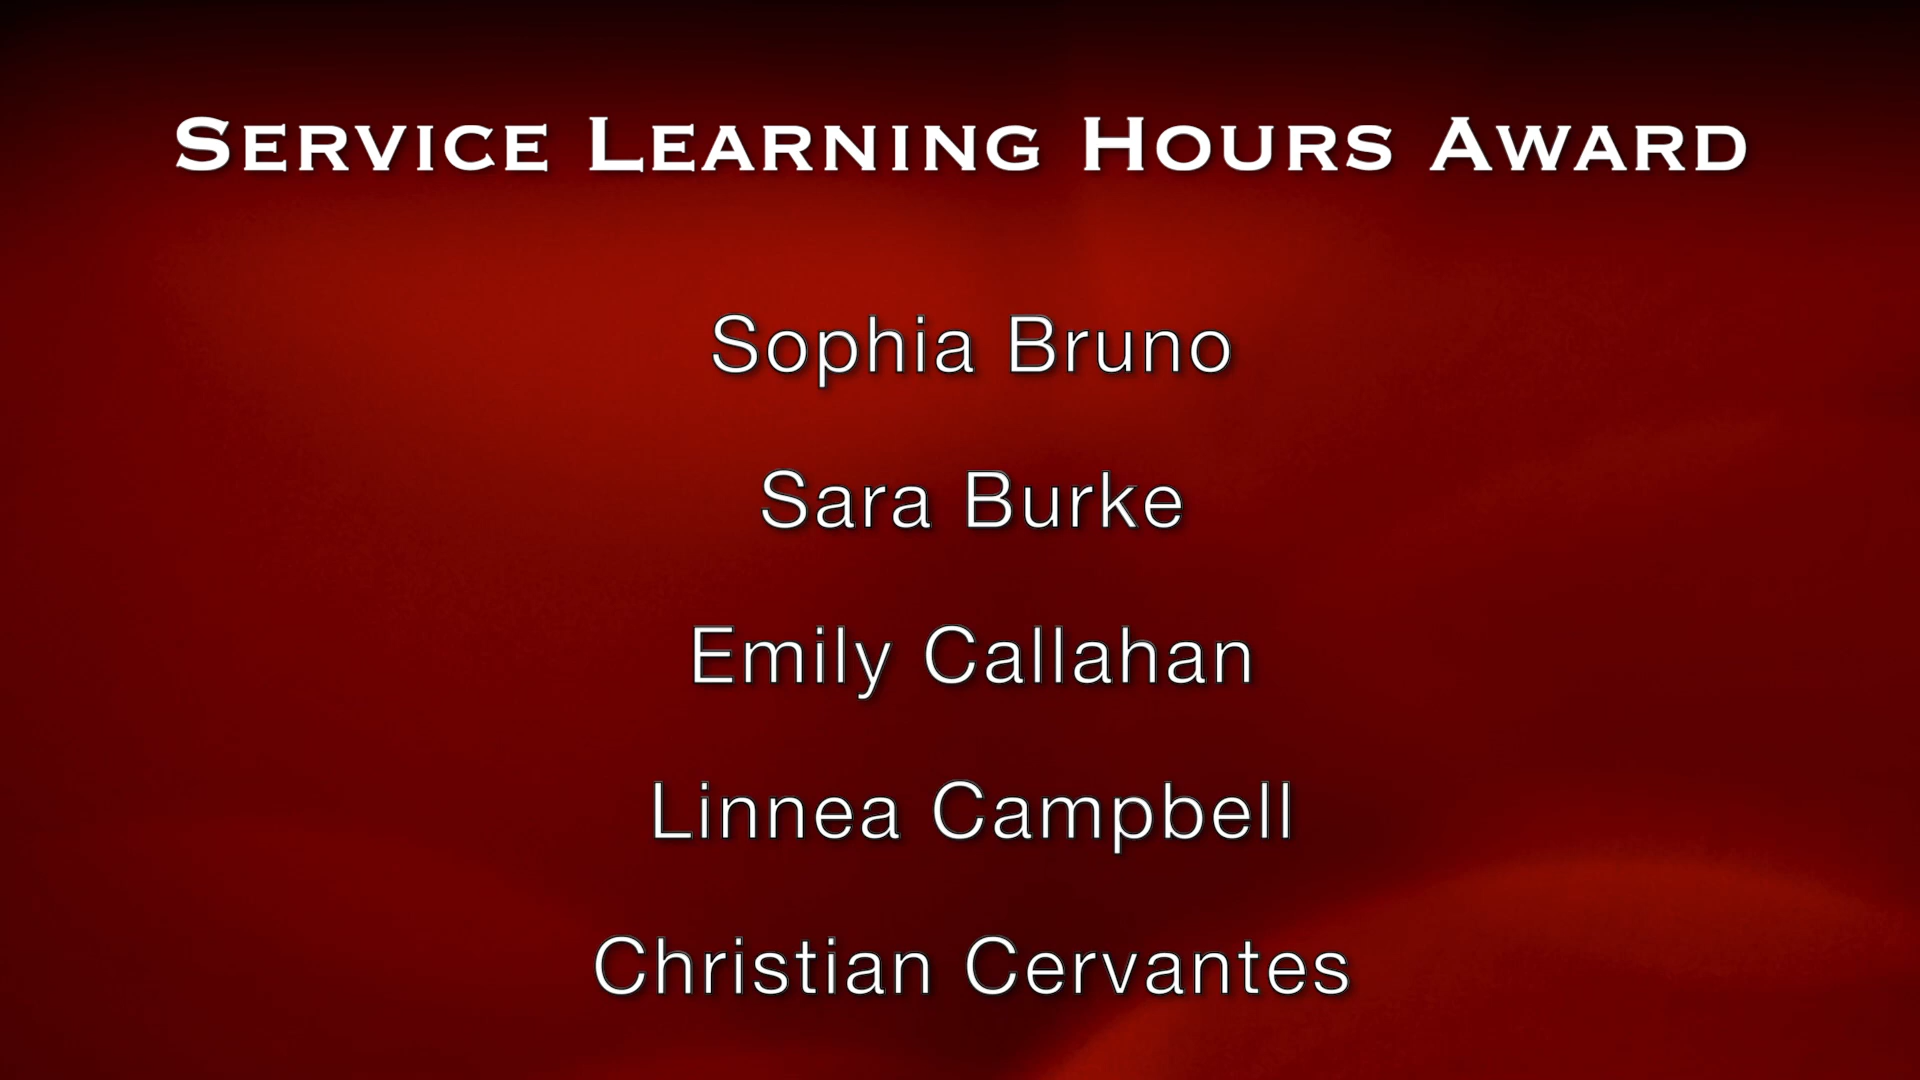 Service Learning Hours Award
Sophia Bruno
Sara Burke
Emily Callahan
Linnea Campbell
Christian Cervantes